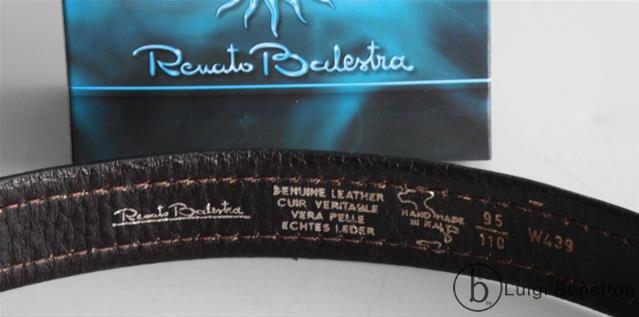 Renato Balestra
Renato Balestra
GENUINE LEATHER
CUIR VERITABLE
VERA PELLE
ECHTES LEDER
HAND MADE
IN ITALY
95
110
W439
b
by
Luigi Benetton